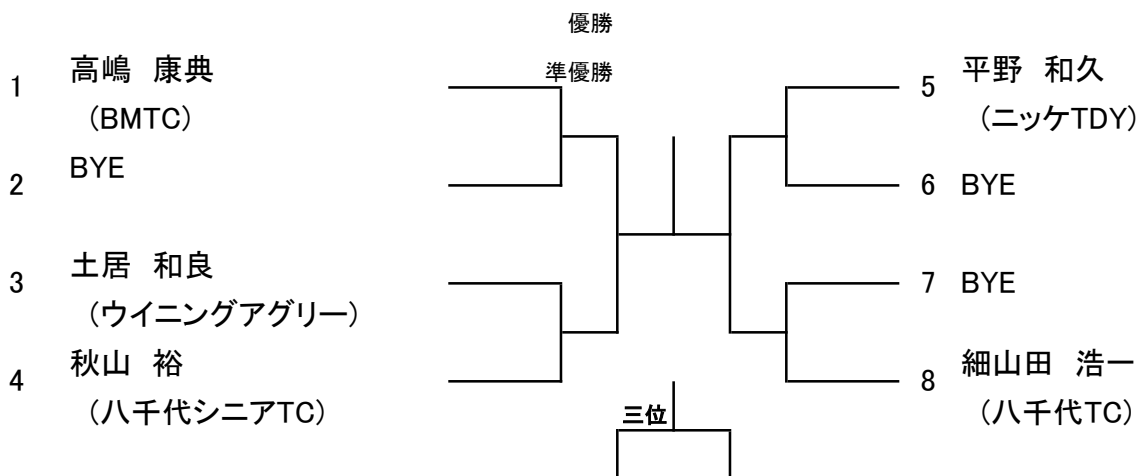 優勝
準優勝
1 高嶋 康典
（BMTC）
2 BYE
3 土居 和良
（ウイニングアグリー）
4 秋山 裕
（八千代シニアTC）
5 平野 和久
（ニッケTDY）
6 BYE
7 BYE
8 細山田 浩一
（八千代TC）
三位